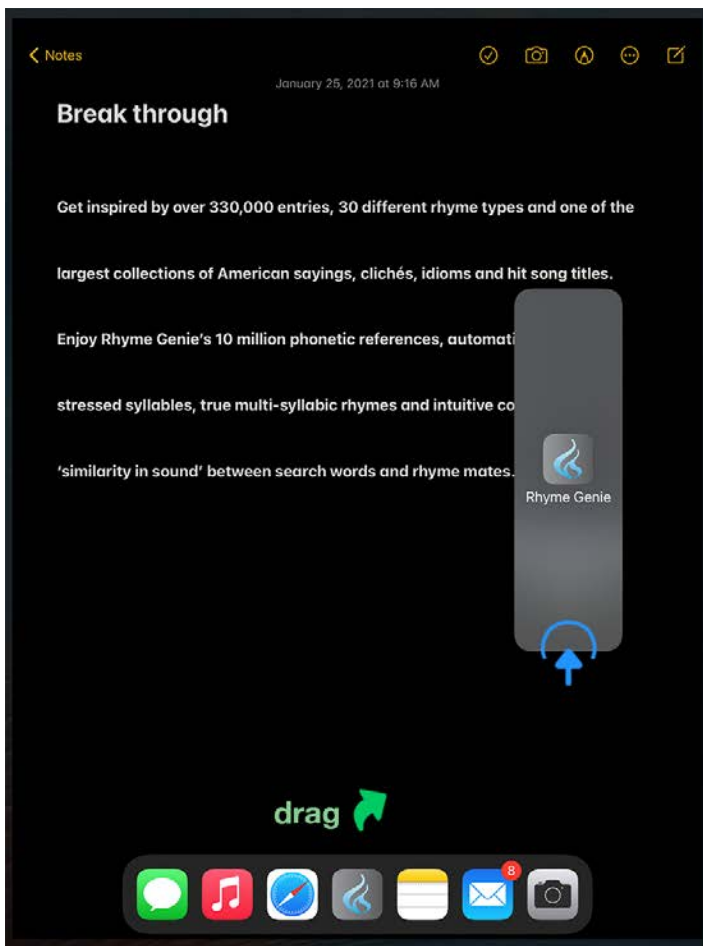 Notes
January 25, 2021 at 9:16 AM
Break through
Get inspired by over 330,000 entries, 30 different rhyme types and one of the
largest collections of American sayings, clichés, idioms and hit song titles.
Enjoy Rhyme Genie's 10 million phonetic references, automati
stressed syllables, true multi-syllabic rhymes and intuitive co
‘similarity in sound’ between search words and rhyme mates.
Rhyme Genie
drag
8